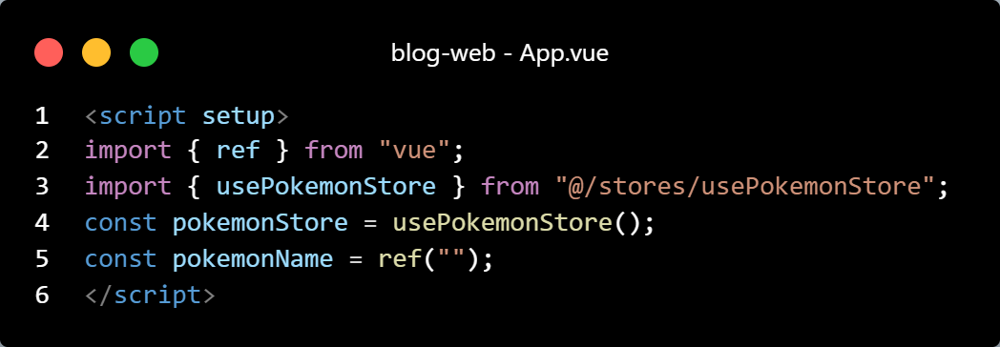 blog-web - App.vue
1 <script setup>
2 import { ref } from "vue";
3 import { usePokemonStore } from "@/stores/usePokemonStore";
4 const pokemonStore = usePokemonStore();
5 const pokemonName = ref("");
6 </script>